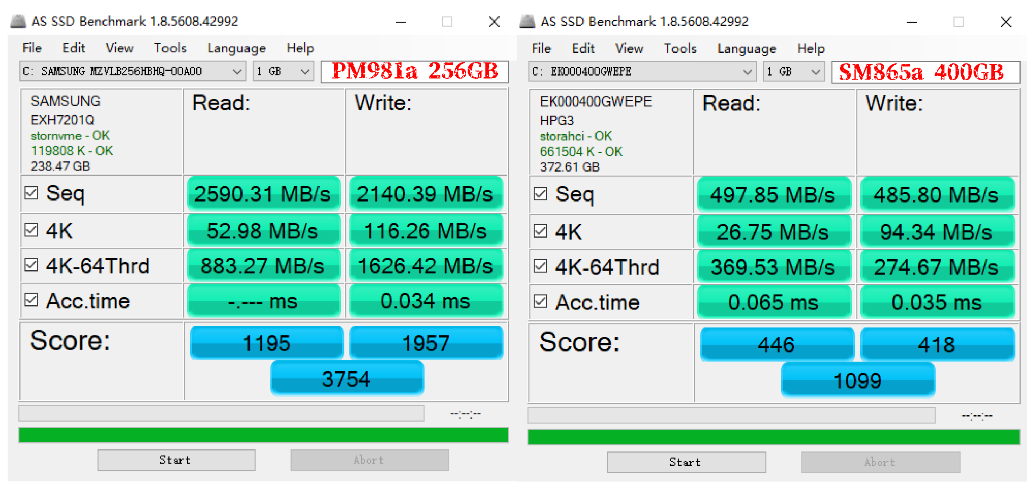 AS SSD Benchmark 1.8.5608.42992
File Edit View Tools Language Help
C: SAMSUNG MZVLB256HBHQ-00A00 1 GB PM981a 256GB
SAMSUNG
EXH7201Q
stornvme - OK
119808 K - OK
238.47 GB
Read: Write:
Seq 2590.31 MB/s 2140.39 MB/s
4K 52.98 MB/s 116.26 MB/s
4K-64Thrd 883.27 MB/s 1626.42 MB/s
Acc.time -.--- ms 0.034 ms
Score: 1195 1957
3754
--:--:--
Start Abort
AS SSD Benchmark 1.8.5608.42992
File Edit View Tools Language Help
C: EK000400GWEPE 1 GB SM865a 400GB
EK000400GWEPE
HPG3
storahci - OK
661504 K - OK
372.61 GB
Read: Write:
Seq 497.85 MB/s 485.80 MB/s
4K 26.75 MB/s 94.34 MB/s
4K-64Thrd 369.53 MB/s 274.67 MB/s
Acc.time 0.065 ms 0.035 ms
Score: 446 418
1099
--:--:--
Start Abort